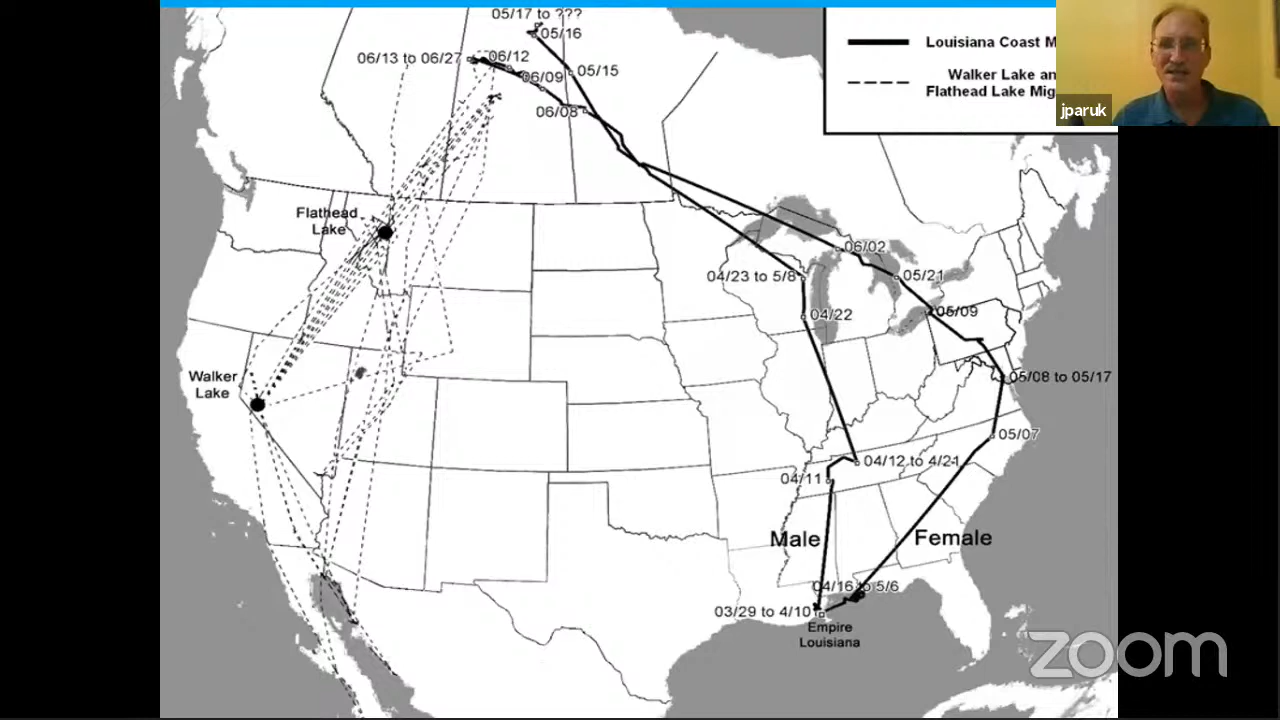 05/17 to ???
05/16
06/13 to 06/27
06/12
05/15
06/09
06/08
Louisiana Coast M
Walker Lake an
Flathead Lake Mig
jparuk
Flathead
Lake
06/02
04/23 to 5/8
05/21
04/22
05/09
Walker
Lake
05/08 to 05/17
05/07
04/12 to 4/21
04/11
Male
Female
04/16 to 5/6
03/29 to 4/10
Empire
Louisiana
zoom